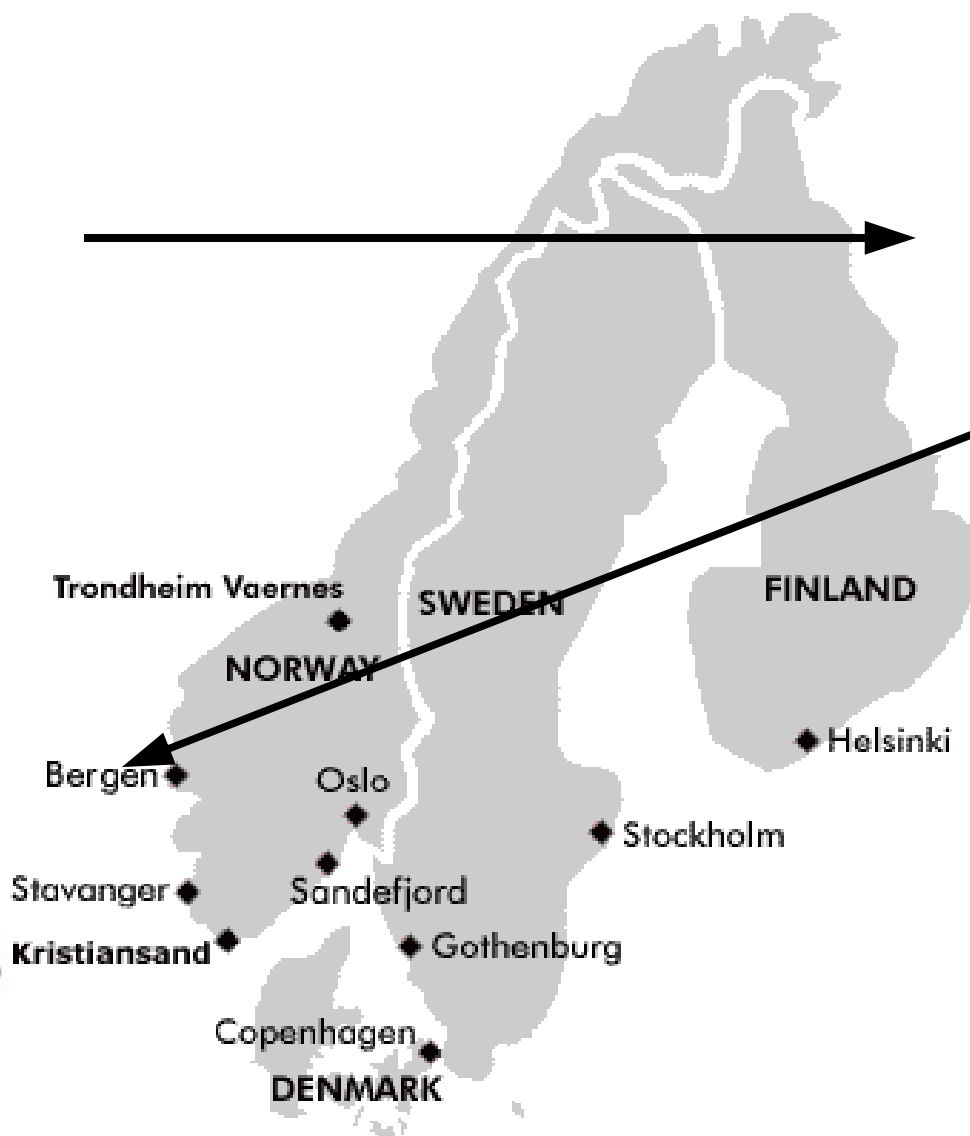 Trondheim Vaernes
SWEDEN
FINLAND
NORWAY
Helsinki
Bergen
Oslo
Stockholm
Stavanger
Sandefjord
Kristiansand
Gothenburg
Copenhagen
DENMARK